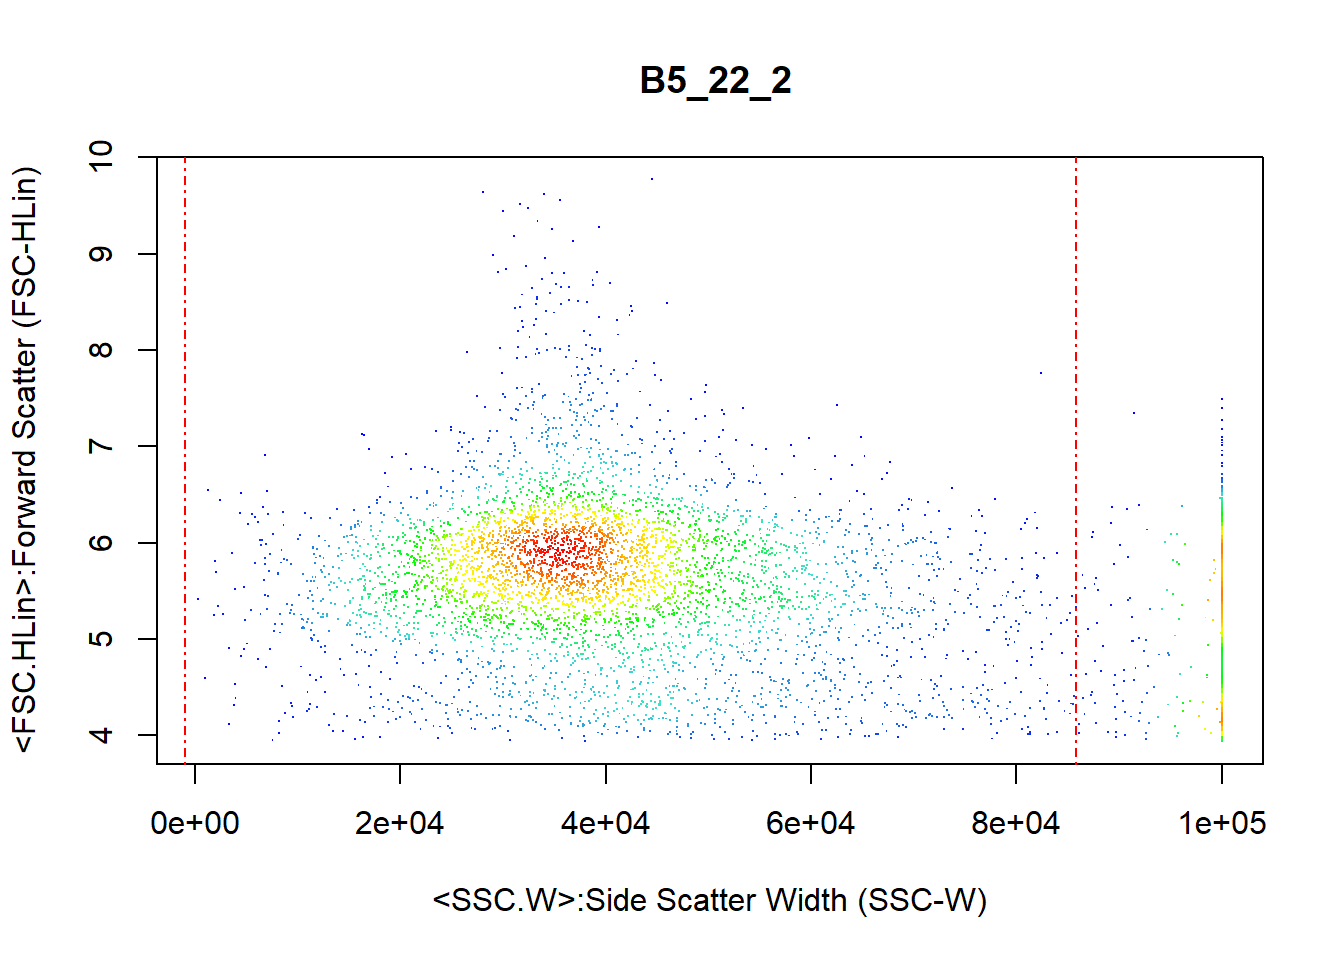 B5_22_2
<FSC.HLin>:Forward Scatter (FSC-HLin)
10
9
8
7
6
5
4
0e+00 2e+04 4e+04 6e+04 8e+04 1e+05
<SSC.W>:Side Scatter Width (SSC-W)